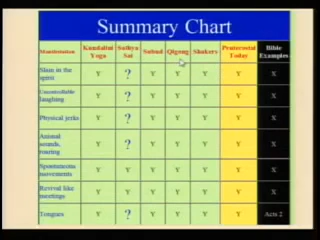 Summary Chart
Manifestation Kundalini Yoga Sathya Sai Subud Qigong Shakers Pentecostal Today Bible Examples
Slain in the spirit Y ? Y Y Y Y X
Uncontrollable laughing Y ? Y Y Y Y X
Physical jerks Y ? Y Y Y Y X
Animal sounds, roaring Y ? Y Y Y Y X
Spontaneous movements Y Y Y Y Y Y X
Revival like meetings Y Y Y Y Y Y X
Tongues Y ? Y Y Y Y Acts 2